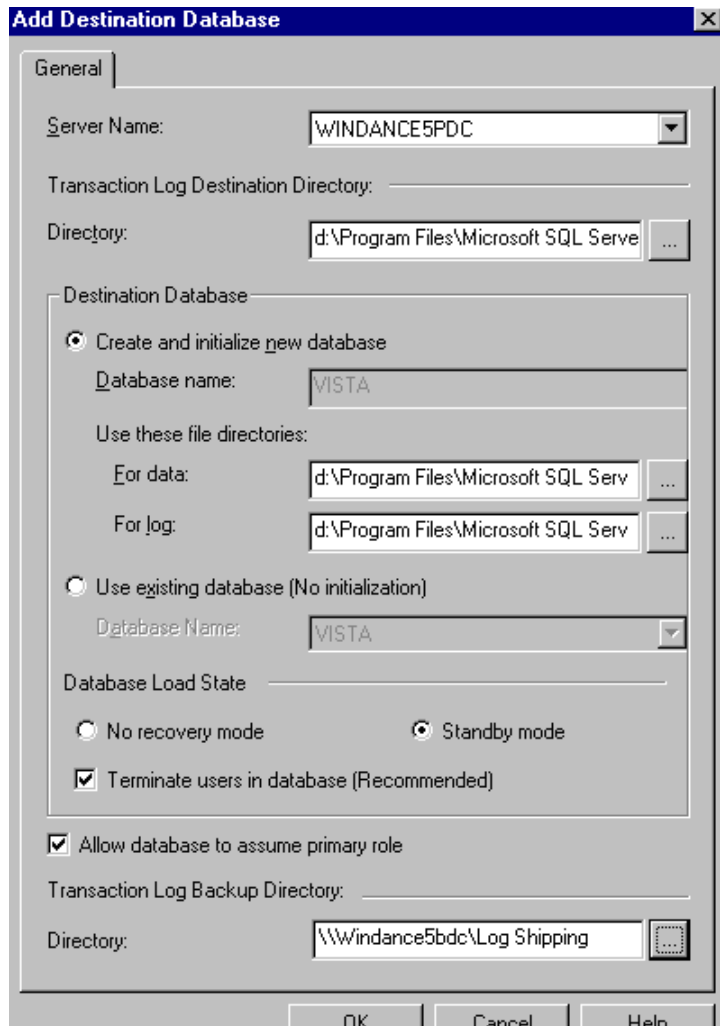 Add Destination Database
General
Server Name: WINDANCE5PDC
Transaction Log Destination Directory:
Directory: d:\Program Files\Microsoft SQL Serve ...
Destination Database
Create and initialize new database
Database name: VISTA
Use these file directories:
For data: d:\Program Files\Microsoft SQL Serv ...
For log: d:\Program Files\Microsoft SQL Serv ...
Use existing database (No initialization)
Database Name: VISTA
Database Load State
No recovery mode Standby mode
Terminate users in database (Recommended)
Allow database to assume primary role
Transaction Log Backup Directory:
Directory: \\Windance5bdc\Log Shipping ...
OK Cancel Help